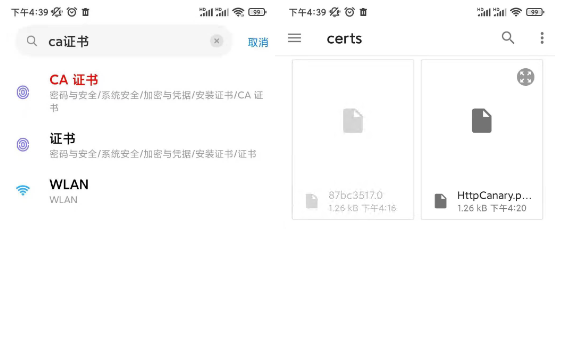 下午4:39
99
ca证书
取消
CA 证书
密码与安全/系统安全/加密与凭据/安装证书/CA 证
书
证书
密码与安全/系统安全/加密与凭据/安装证书/证书
WLAN
WLAN
下午4:39
99
certs
87bc3517.0
1.26 kB 下午4:16
HttpCanary.p...
1.26 kB 下午4:20